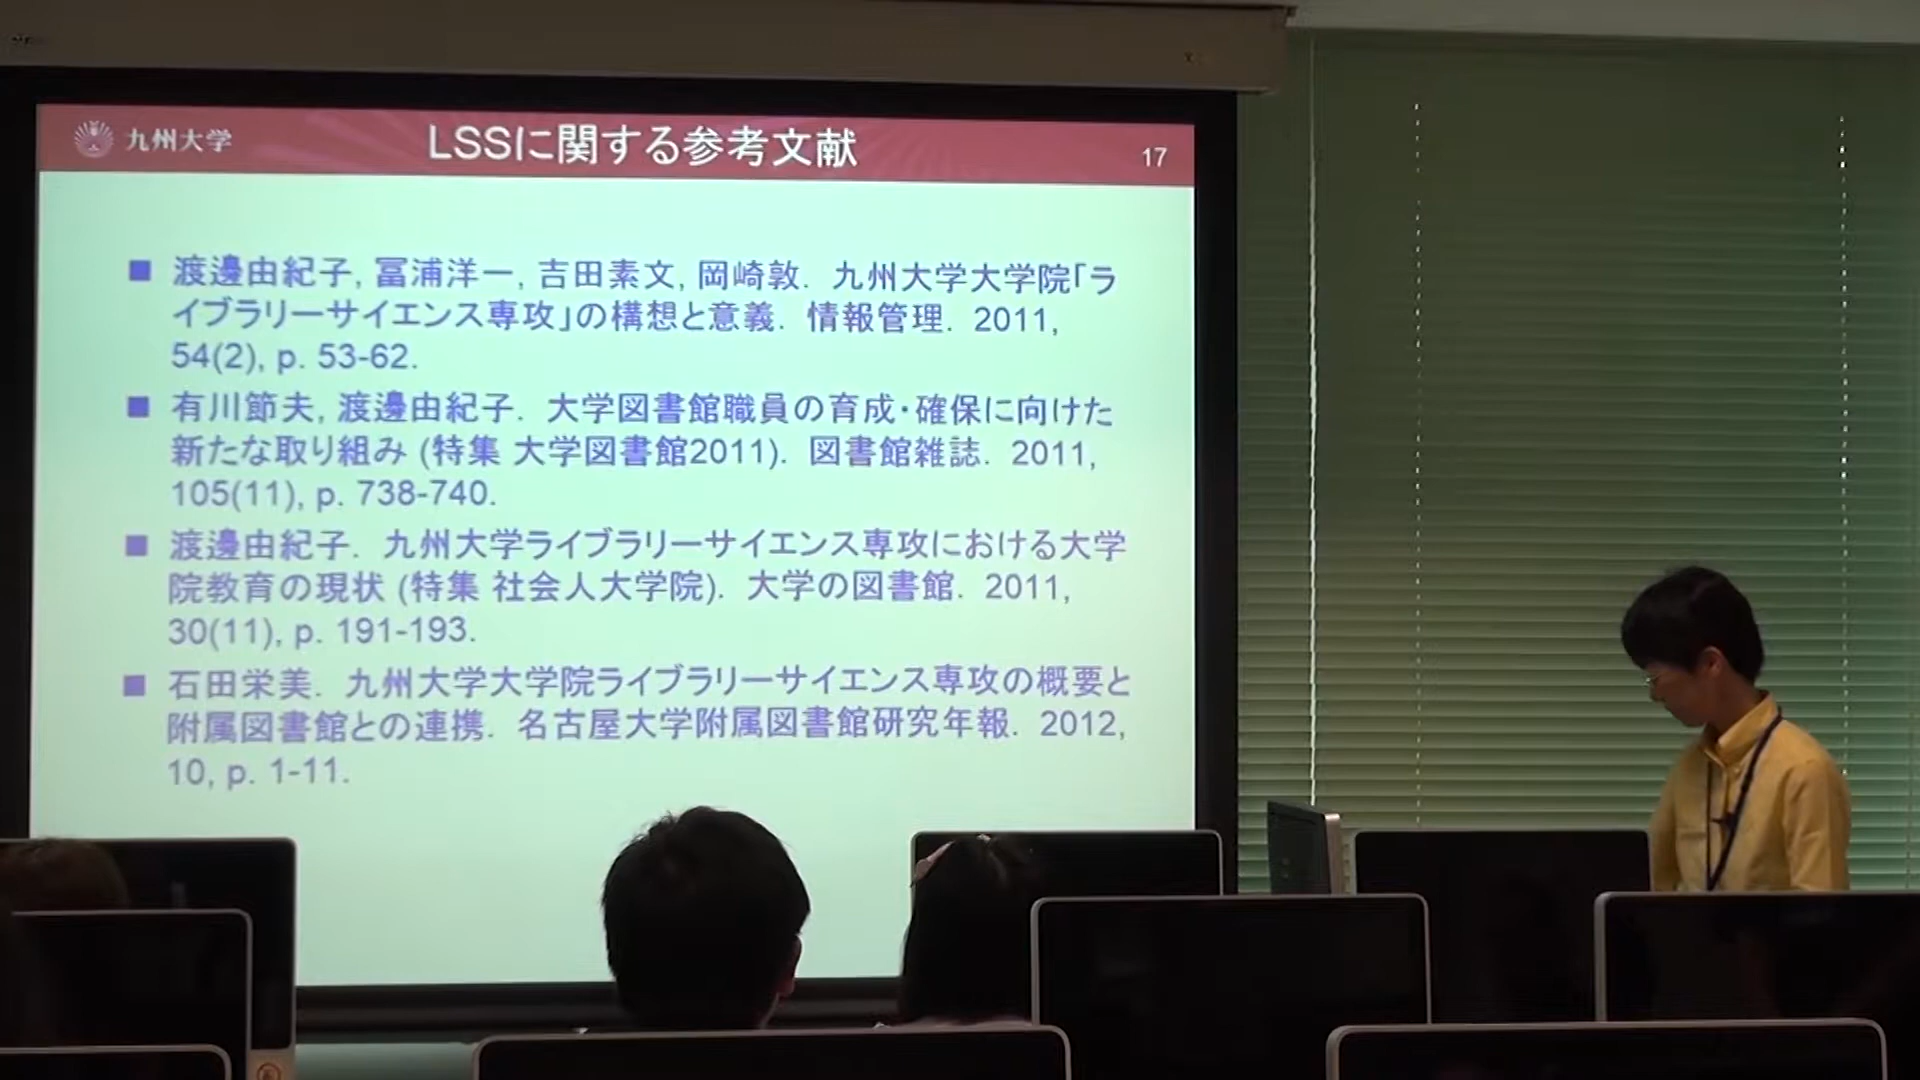 九州大学
LSSに関する参考文献
17
■ 渡邊由紀子, 冨浦洋一, 吉田素文, 岡崎敦. 九州大学大学院「ラ
イブラリーサイエンス専攻」の構想と意義. 情報管理. 2011,
54(2), p. 53-62.
■ 有川節夫, 渡邊由紀子. 大学図書館職員の育成・確保に向けた
新たな取り組み (特集 大学図書館2011). 図書館雑誌. 2011,
105(11), p. 738-740.
■ 渡邊由紀子. 九州大学ライブラリーサイエンス専攻における大学
院教育の現状 (特集 社会人大学院). 大学の図書館. 2011,
30(11), p. 191-193.
■ 石田栄美. 九州大学大学院ライブラリーサイエンス専攻の概要と
附属図書館との連携. 名古屋大学附属図書館研究年報. 2012,
10, p. 1-11.